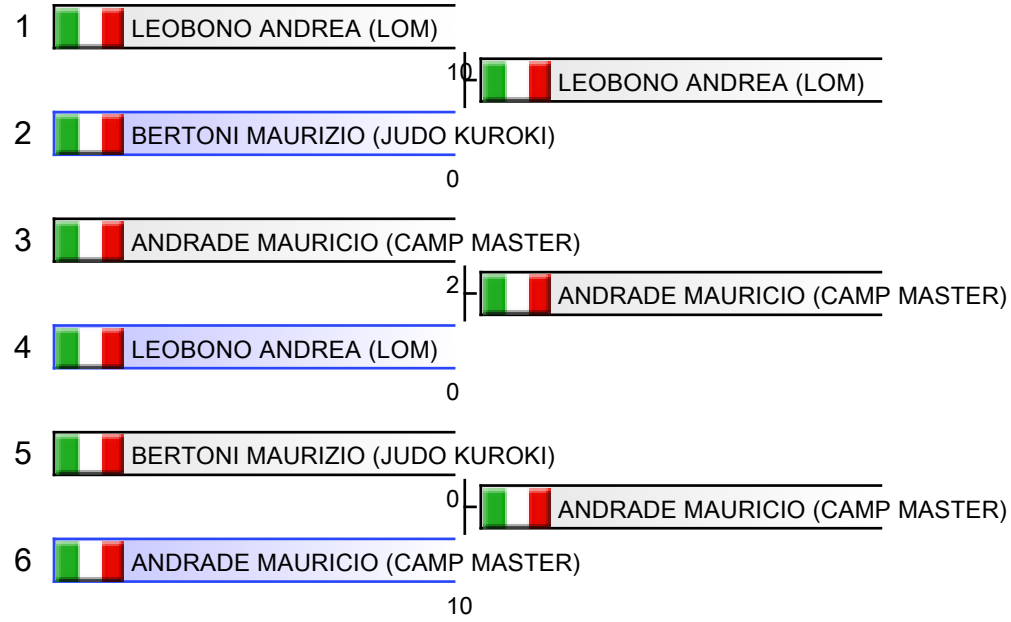 1 LEOBONO ANDREA (LOM)
10 LEOBONO ANDREA (LOM)
2 BERTONI MAURIZIO (JUDO KUROKI)
0
3 ANDRADE MAURICIO (CAMP MASTER)
2 ANDRADE MAURICIO (CAMP MASTER)
4 LEOBONO ANDREA (LOM)
0
5 BERTONI MAURIZIO (JUDO KUROKI)
0 ANDRADE MAURICIO (CAMP MASTER)
6 ANDRADE MAURICIO (CAMP MASTER)
10